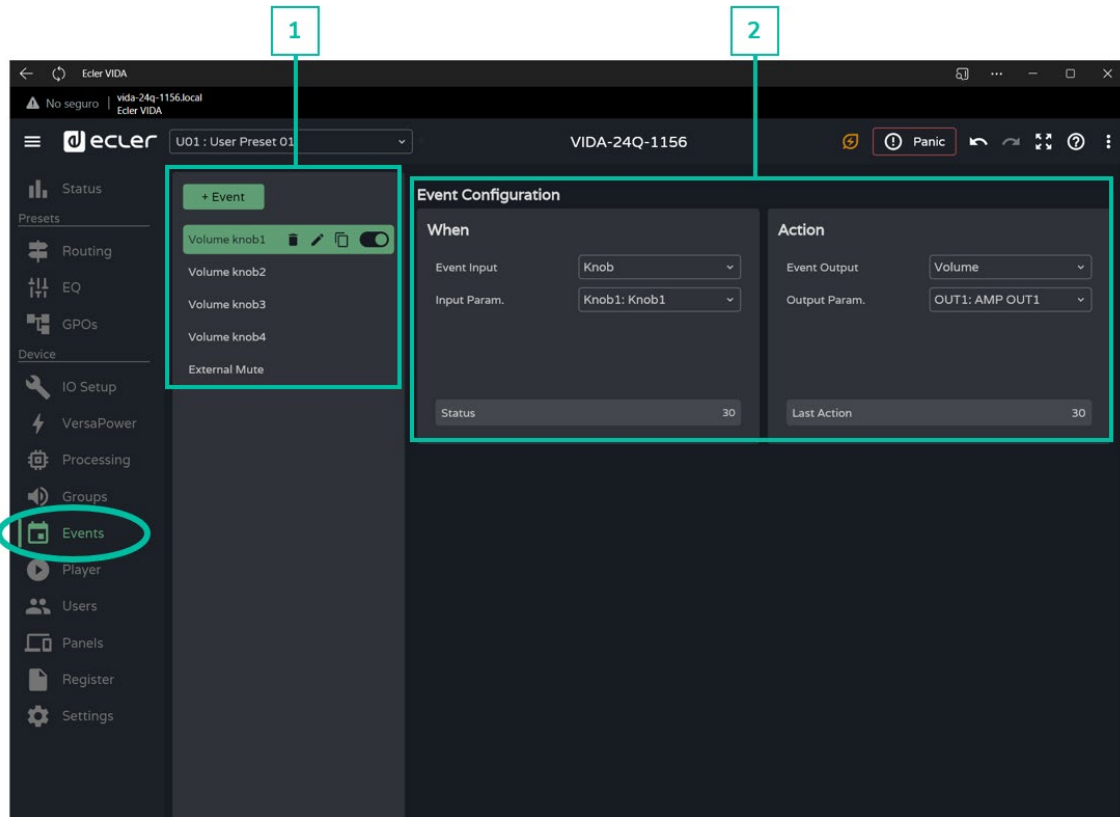 1
2
Ecler VIDA
No seguro | vida-24q-1156.local
Ecler VIDA
ecler
U01 : User Preset 01
VIDA-24Q-1156
Panic
Status
Presets
Routing
EQ
GPOs
Device
IO Setup
VersaPower
Processing
Groups
Events
Player
Users
Panels
Register
Settings
+ Event
Volume knob1
Volume knob2
Volume knob3
Volume knob4
External Mute
Event Configuration
When
Event Input Knob
Input Param. Knob1: Knob1
Status 30
Action
Event Output Volume
Output Param. OUT1: AMP OUT1
Last Action 30